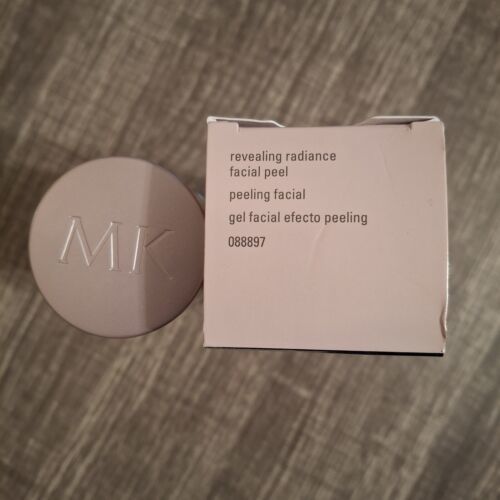 MK
revealing radiance
facial peel
peeling facial
gel facial efecto peeling
088897